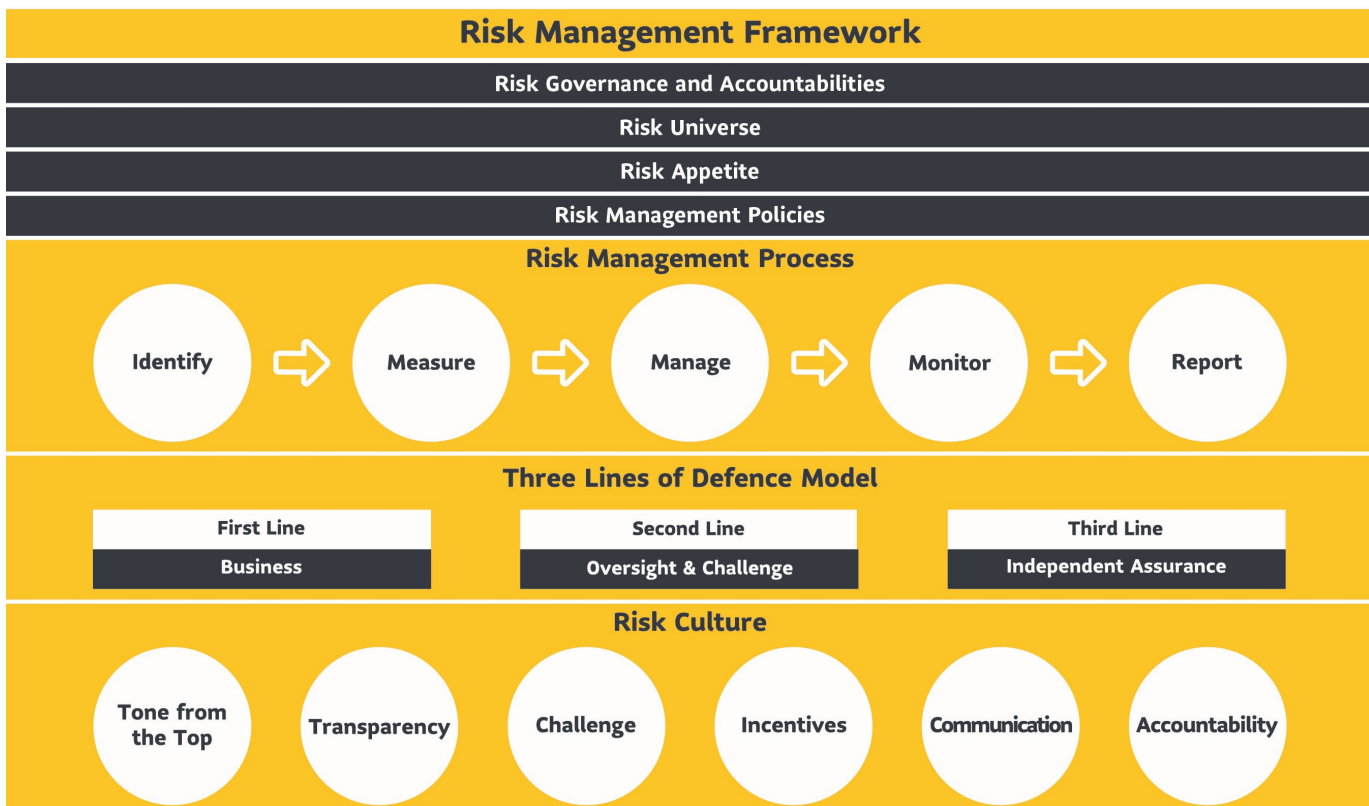 Risk Management Framework
Risk Governance and Accountabilities
Risk Universe
Risk Appetite
Risk Management Policies
Risk Management Process
Identify
Measure
Manage
Monitor
Report
Three Lines of Defence Model
First Line
Business
Second Line
Oversight & Challenge
Third Line
Independent Assurance
Risk Culture
Tone from
the Top
Transparency
Challenge
Incentives
Communication
Accountability